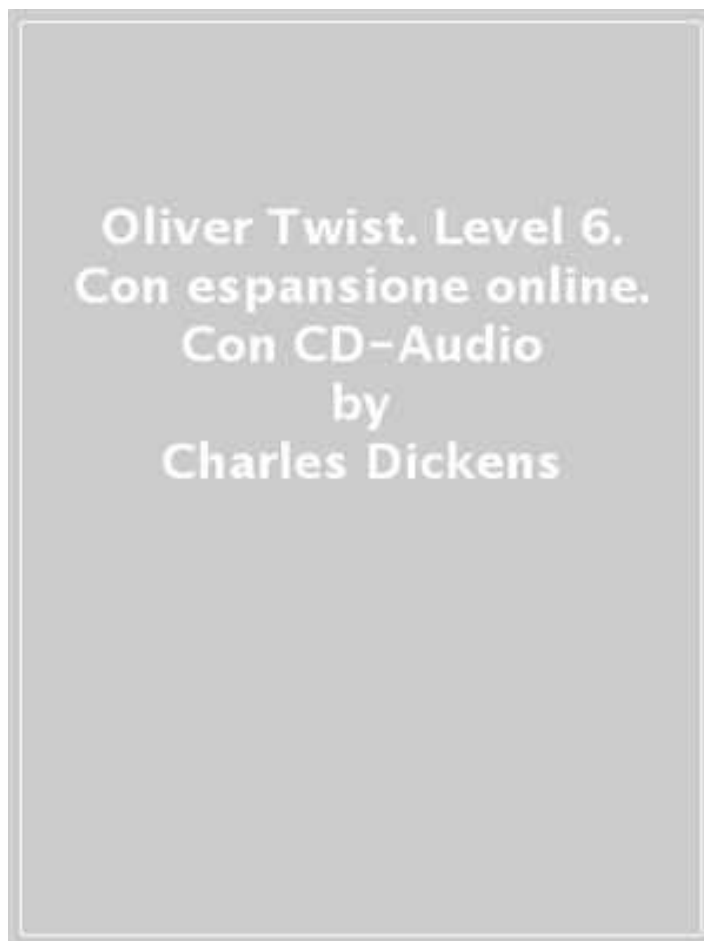 Oliver Twist. Level 6.
Con espansione online.
Con CD-Audio
by
Charles Dickens